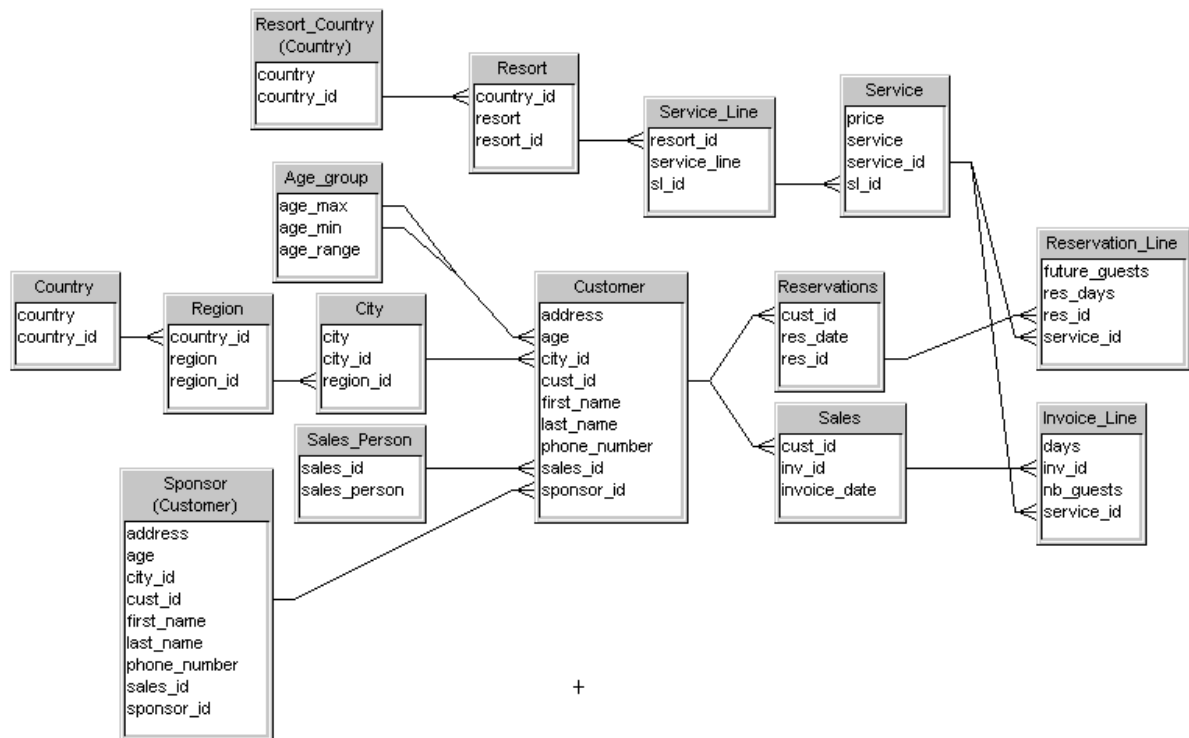 Resort_Country
(Country)
country
country_id
Resort
country_id
resort
resort_id
Service_Line
resort_id
service_line
sl_id
Service
price
service
service_id
sl_id
Age_group
age_max
age_min
age_range
Country
country
country_id
Region
country_id
region
region_id
City
city
city_id
region_id
Customer
address
age
city_id
cust_id
first_name
last_name
phone_number
sales_id
sponsor_id
Reservations
cust_id
res_date
res_id
Reservation_Line
future_guests
res_days
res_id
service_id
Sales_Person
sales_id
sales_person
Sales
cust_id
inv_id
invoice_date
Invoice_Line
days
inv_id
nb_guests
service_id
Sponsor
(Customer)
address
age
city_id
cust_id
first_name
last_name
phone_number
sales_id
sponsor_id